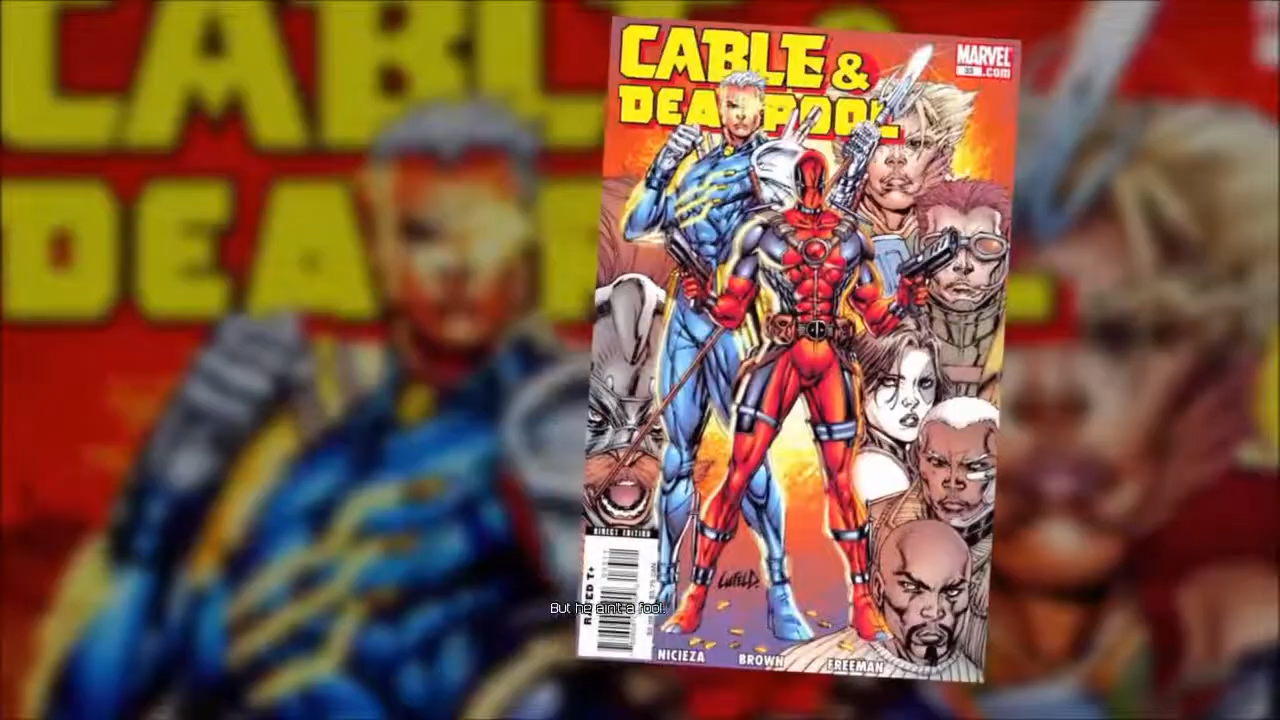 CABLE &
DEADPOOL
MARVEL
33 .com
DIRECT EDITION
RATED T+
But he ain't a fool.
LIEFELD.
NICIEZA BROWN FREEMAN